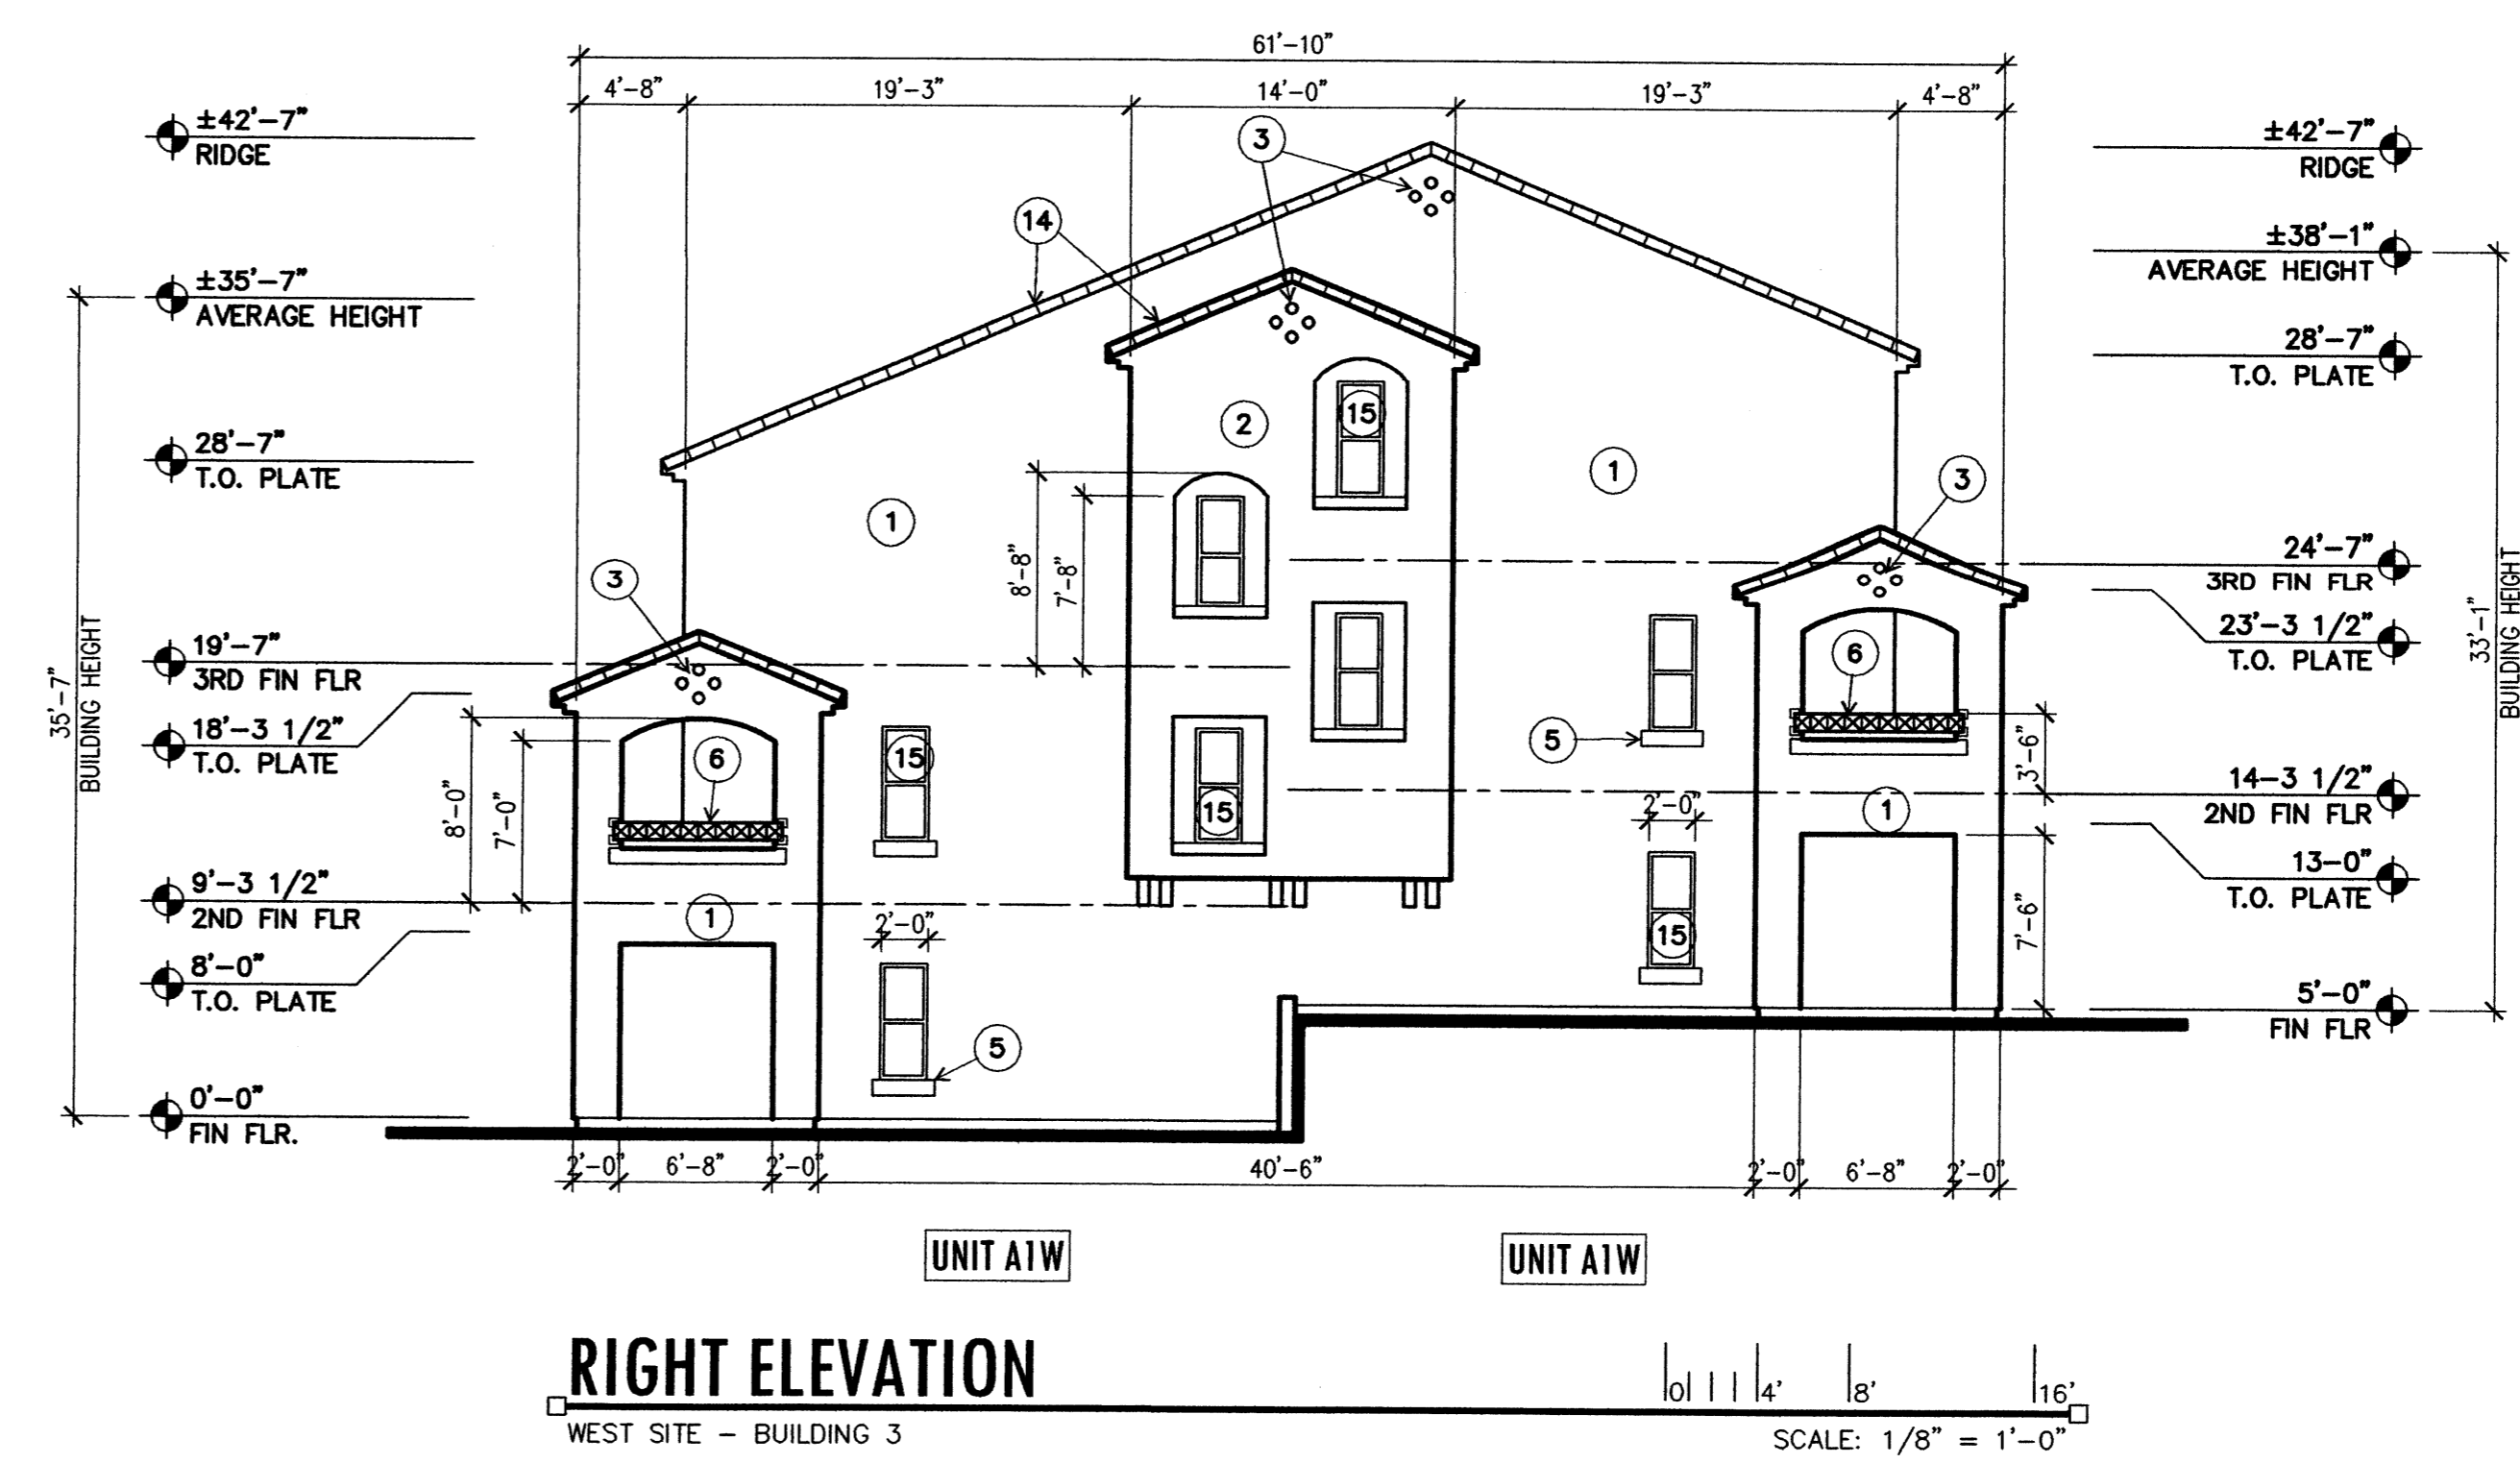 61'-10"
4'-8" 19'-3" 14'-0" 19'-3" 4'-8"
±42'-7"
RIDGE
±35'-7"
AVERAGE HEIGHT
28'-7"
T.O. PLATE
19'-7"
3RD FIN FLR
18'-3 1/2"
T.O. PLATE
9'-3 1/2"
2ND FIN FLR
8'-0"
T.O. PLATE
0'-0"
FIN FLR.
35'-7"
BUILDING HEIGHT
3
14
3
2
15
1
1
3
8'-8"
7'-8"
6
15
6
5
15
8'-0"
7'-0"
1
2'-0"
5
2'-0"
1
15
3'-6"
7'-6"
±42'-7"
RIDGE
±38'-1"
AVERAGE HEIGHT
28'-7"
T.O. PLATE
24'-7"
3RD FIN FLR
23'-3 1/2"
T.O. PLATE
14-3 1/2"
2ND FIN FLR
13-0"
T.O. PLATE
5'-0"
FIN FLR
33'-1"
BUILDING HEIGHT
2'-0" 6'-8" 2'-0" 40'-6" 2'-0" 6'-8" 2'-0"
UNIT A1W UNIT A1W
RIGHT ELEVATION
WEST SITE – BUILDING 3
0 4' 8' 16'
SCALE: 1/8" = 1'-0"